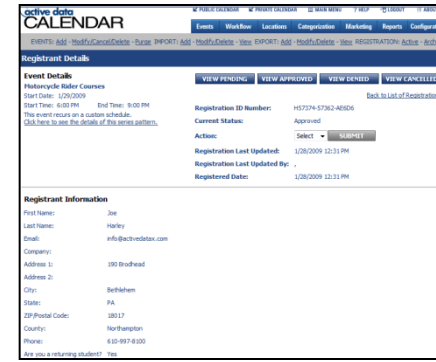 active data
CALENDAR
PUBLIC CALENDAR PRIVATE CALENDAR MAIN MENU ? HELP LOGOUT ABOU
Events Workflow Locations Categorization Marketing Reports Configurat
EVENTS: Add - Modify/Cancel/Delete - Purge IMPORT: Add - Modify/Delete - View EXPORT: Add - Modify/Delete - View REGISTRATION: Active - Arch
Registrant Details
Event Details
Motorcycle Rider Courses
Start Date: 1/29/2009
Start Time: 6:00 PM End Time: 9:00 PM
This event recurs on a custom schedule.
Click here to see the details of this series pattern.
VIEW PENDING VIEW APPROVED VIEW DENIED VIEW CANCELLED
Back to List of Registration
Registration ID Number: H57374-57362-AE6D6
Current Status: Approved
Action: Select SUBMIT
Registration Last Updated: 1/28/2009 12:31 PM
Registration Last Updated By: ,
Registered Date: 1/28/2009 12:31 PM
Registrant Information
First Name: Joe
Last Name: Harley
Email: info@activedatax.com
Company:
Address 1: 190 Brodhead
Address 2:
City: Bethlehem
State: PA
ZIP/Postal Code: 18017
County: Northampton
Phone: 610-997-8100
Are you a returning student? Yes